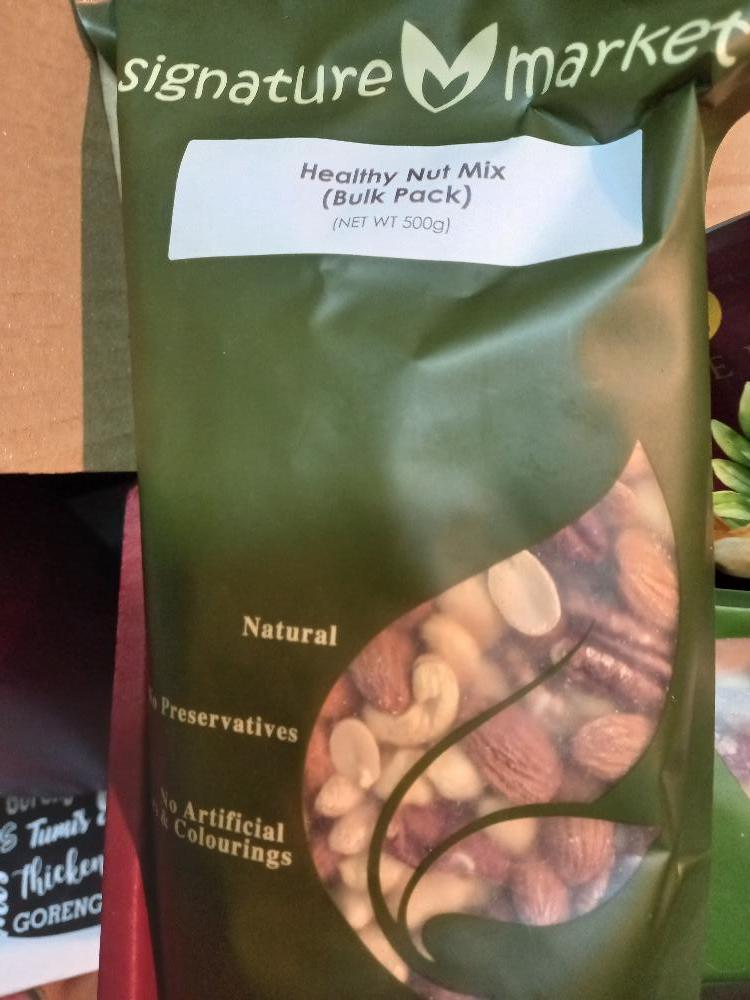 signature market
Healthy Nut Mix
(Bulk Pack)
(NET WT 500g)
Natural
Preservatives
No Artificial
& Colourings
Tumis
Thicken
GORENG